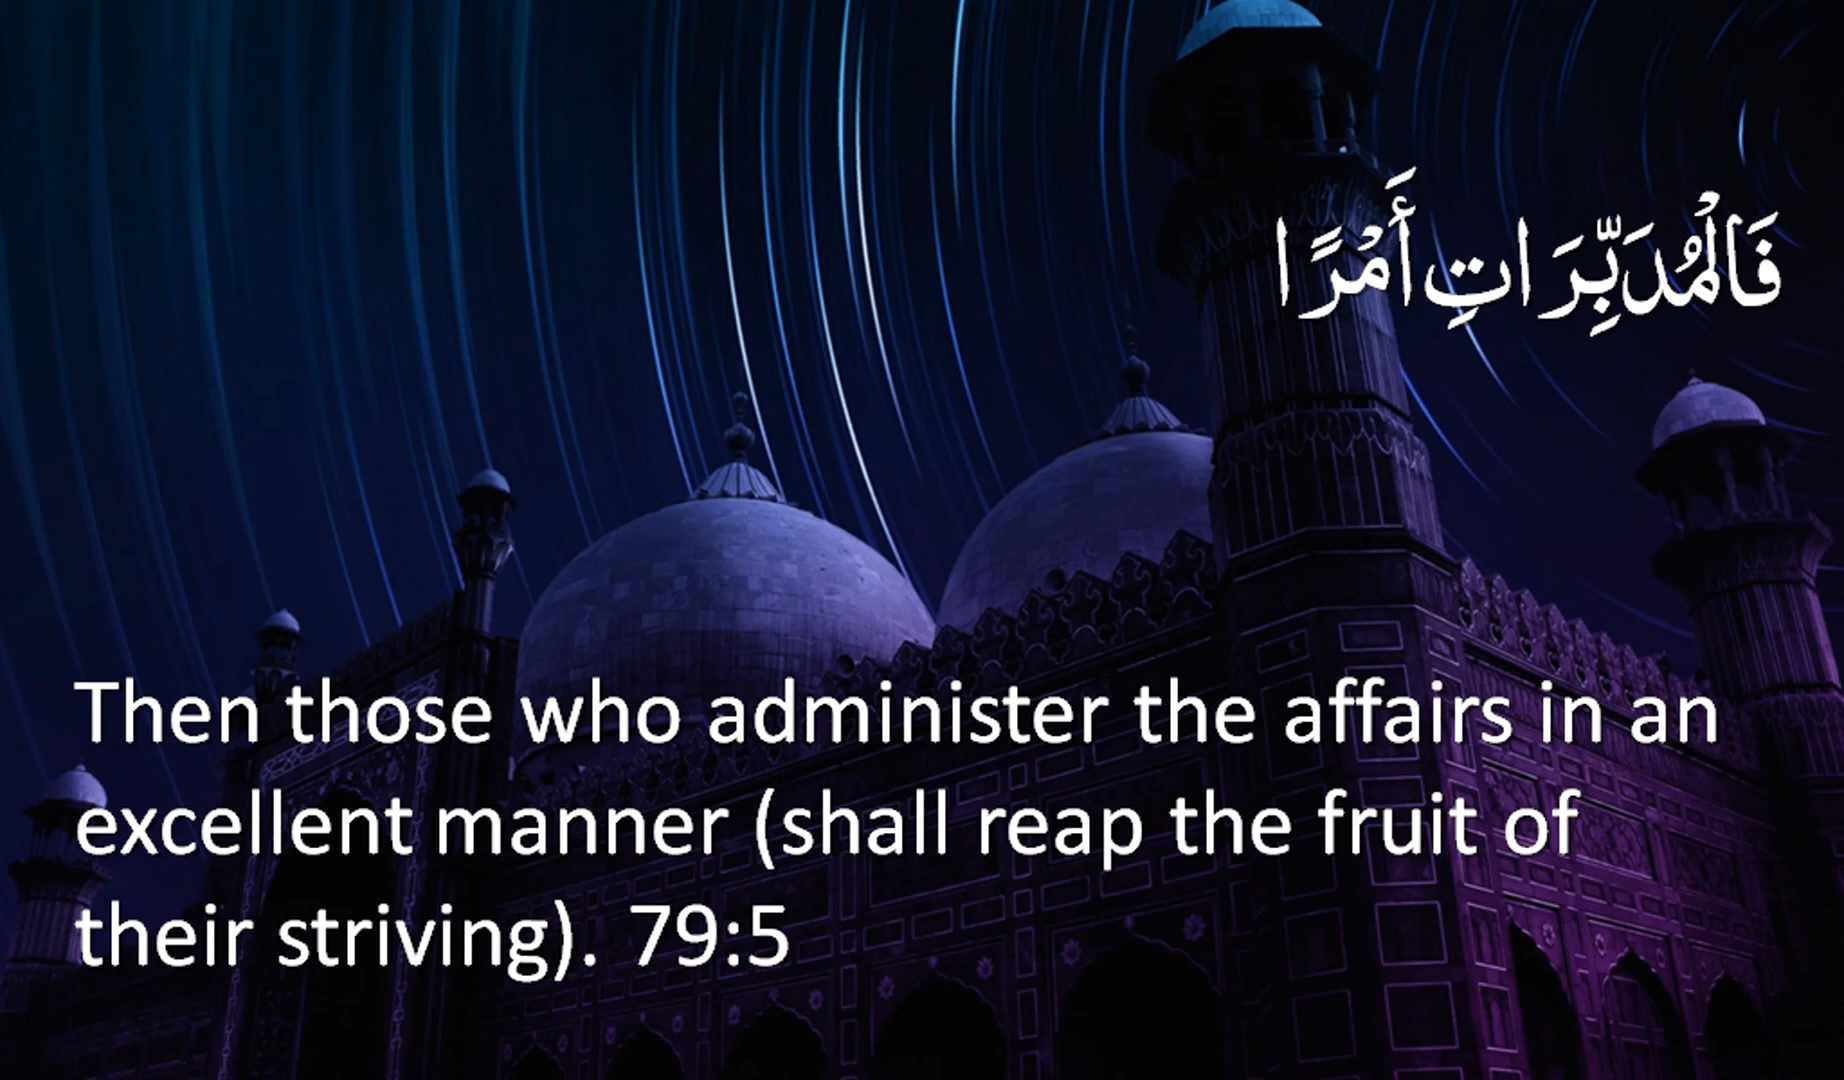 فَالْمُدَبِّرَاتِ أَمْرًا
Then those who administer the affairs in an
excellent manner (shall reap the fruit of
their striving). 79:5